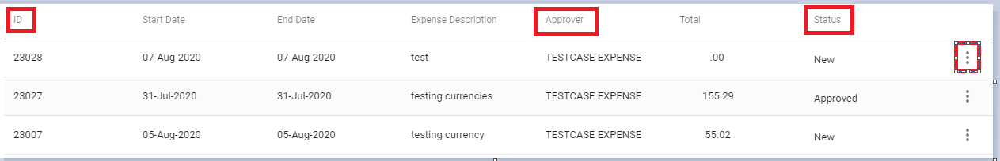 ID Start Date End Date Expense Description Approver Total Status
23028 07-Aug-2020 07-Aug-2020 test TESTCASE EXPENSE .00 New
23027 31-Jul-2020 31-Jul-2020 testing currencies TESTCASE EXPENSE 155.29 Approved
23007 05-Aug-2020 05-Aug-2020 testing currency TESTCASE EXPENSE 55.02 New